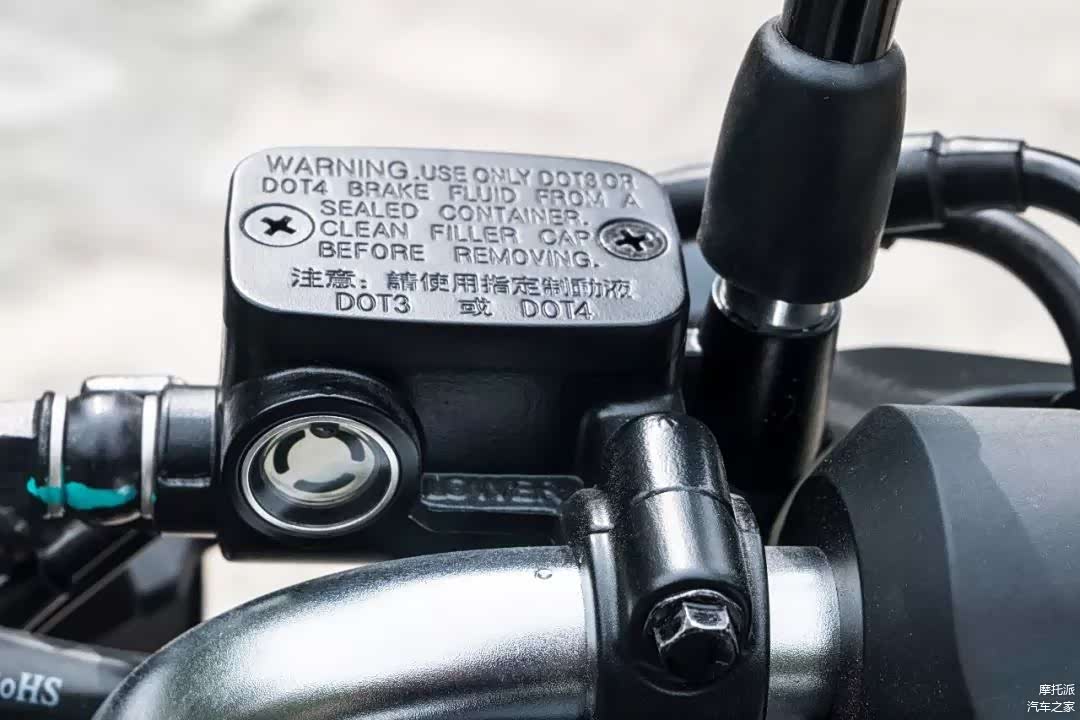 WARNING.USE ONLY DOT3 OR
DOT4 BRAKE FLUID FROM A
SEALED CONTAINER.
CLEAN FILLER CAP
BEFORE REMOVING.
注意：請使用指定制動液
DOT3 或 DOT4
LOWER
oHS
摩托派
汽车之家